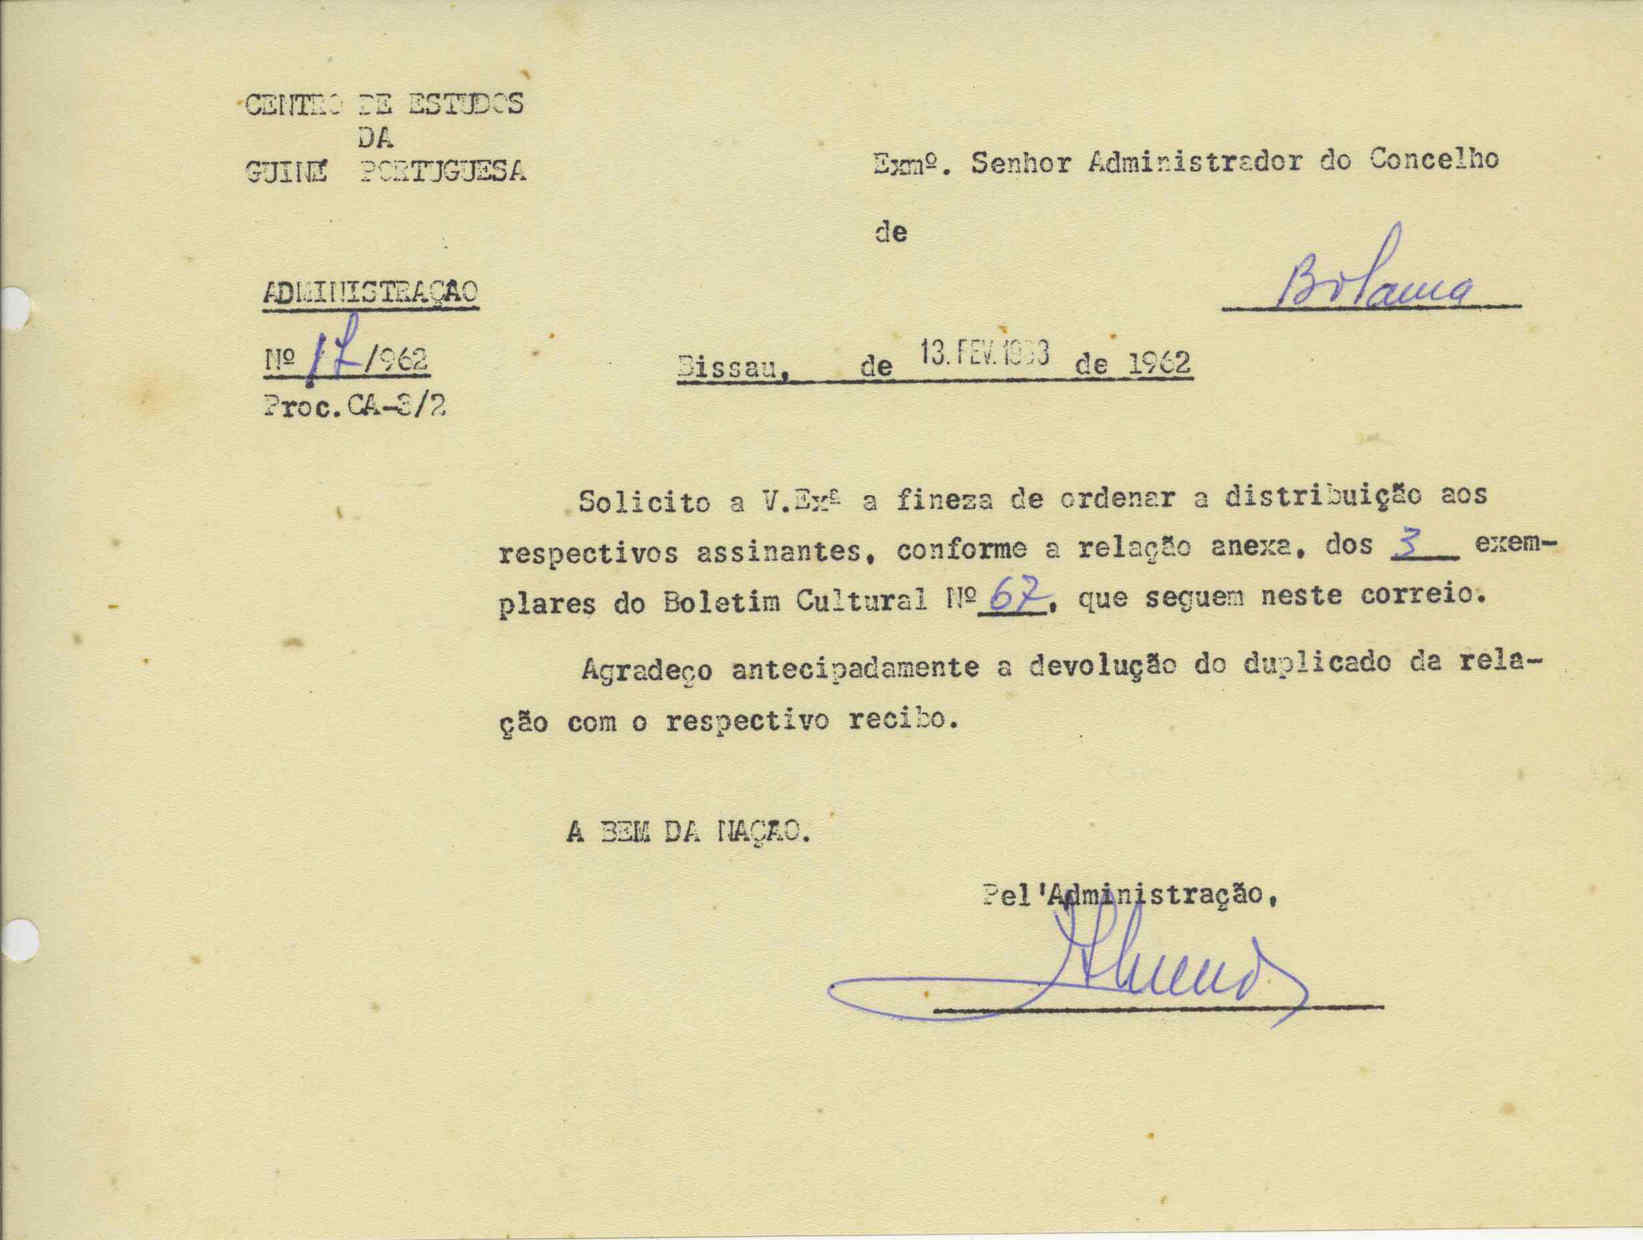 CENTRO DE ESTUDOS
DA
GUINÉ PORTUGUESA
Exmº. Senhor Administrador do Concelho
de
Bolama
ADMINISTRAÇAO
Nº 17/962
Proc.CA-3/2
Bissau, de 13.FEV.1963 de 1962
Solicito a V.Exª a fineza de ordenar a distribuição aos
respectivos assinantes, conforme a relação anexa, dos 3 exem-
plares do Boletim Cultural Nº 67, que seguem neste correio.
Agradeço antecipadamente a devolução do duplicado da rela-
ção com o respectivo recibo.
A BEM DA NAÇAO.
Pel'Administração,